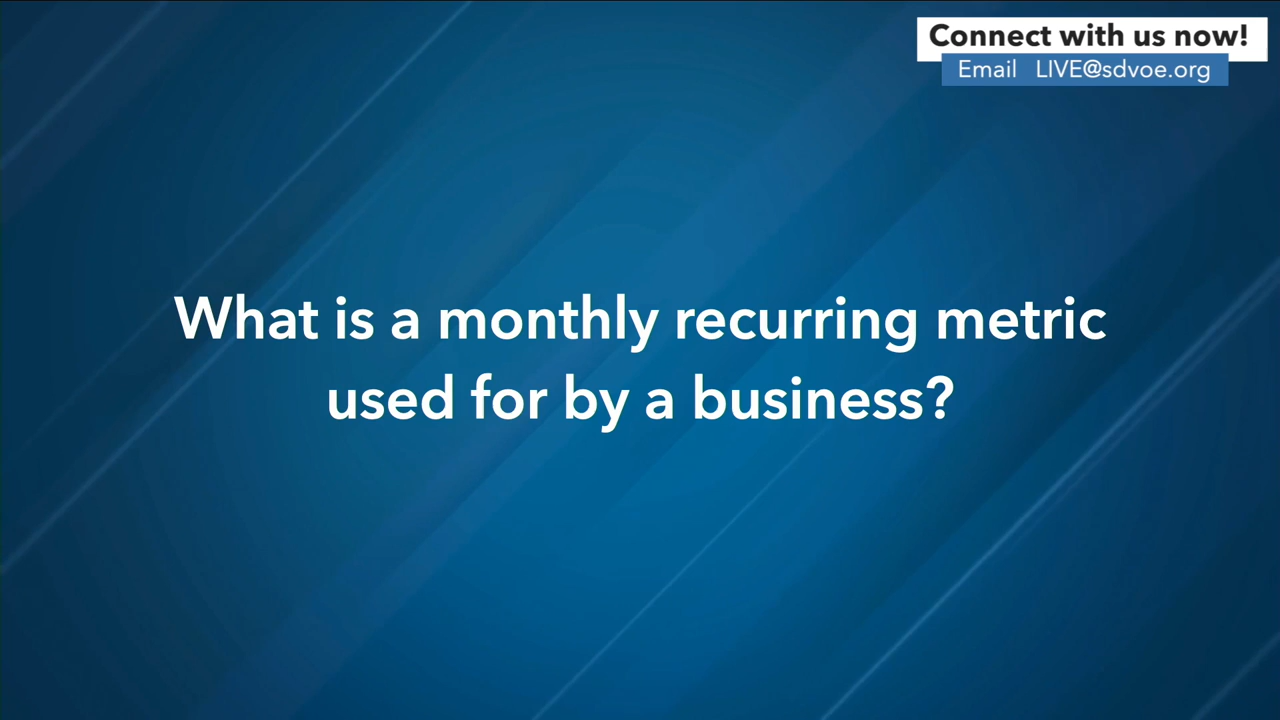 Connect with us now!
Email LIVE@sdvoe.org
What is a monthly recurring metric
used for by a business?